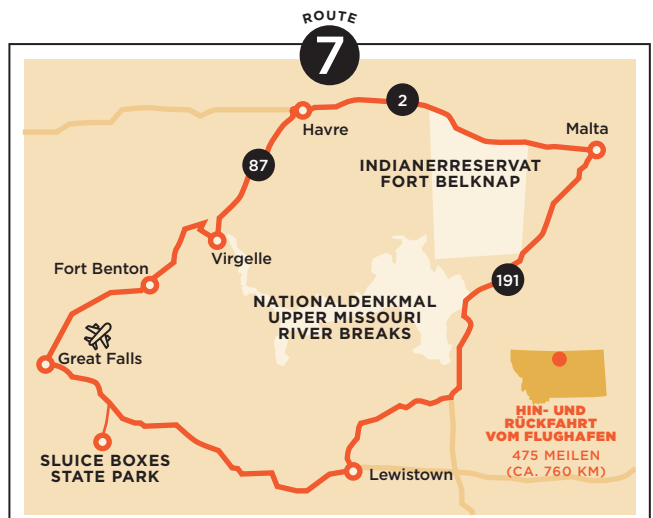 ROUTE
7
2
Havre
Malta
INDIANERRESERVAT
FORT BELKNAP
87
Virgelle
Fort Benton
191
NATIONALDENKMAL
UPPER MISSOURI
RIVER BREAKS
Great Falls
HIN- UND
RÜCKFAHRT
VOM FLUGHAFEN
475 MEILEN
(CA. 760 KM)
SLUICE BOXES
STATE PARK
Lewistown